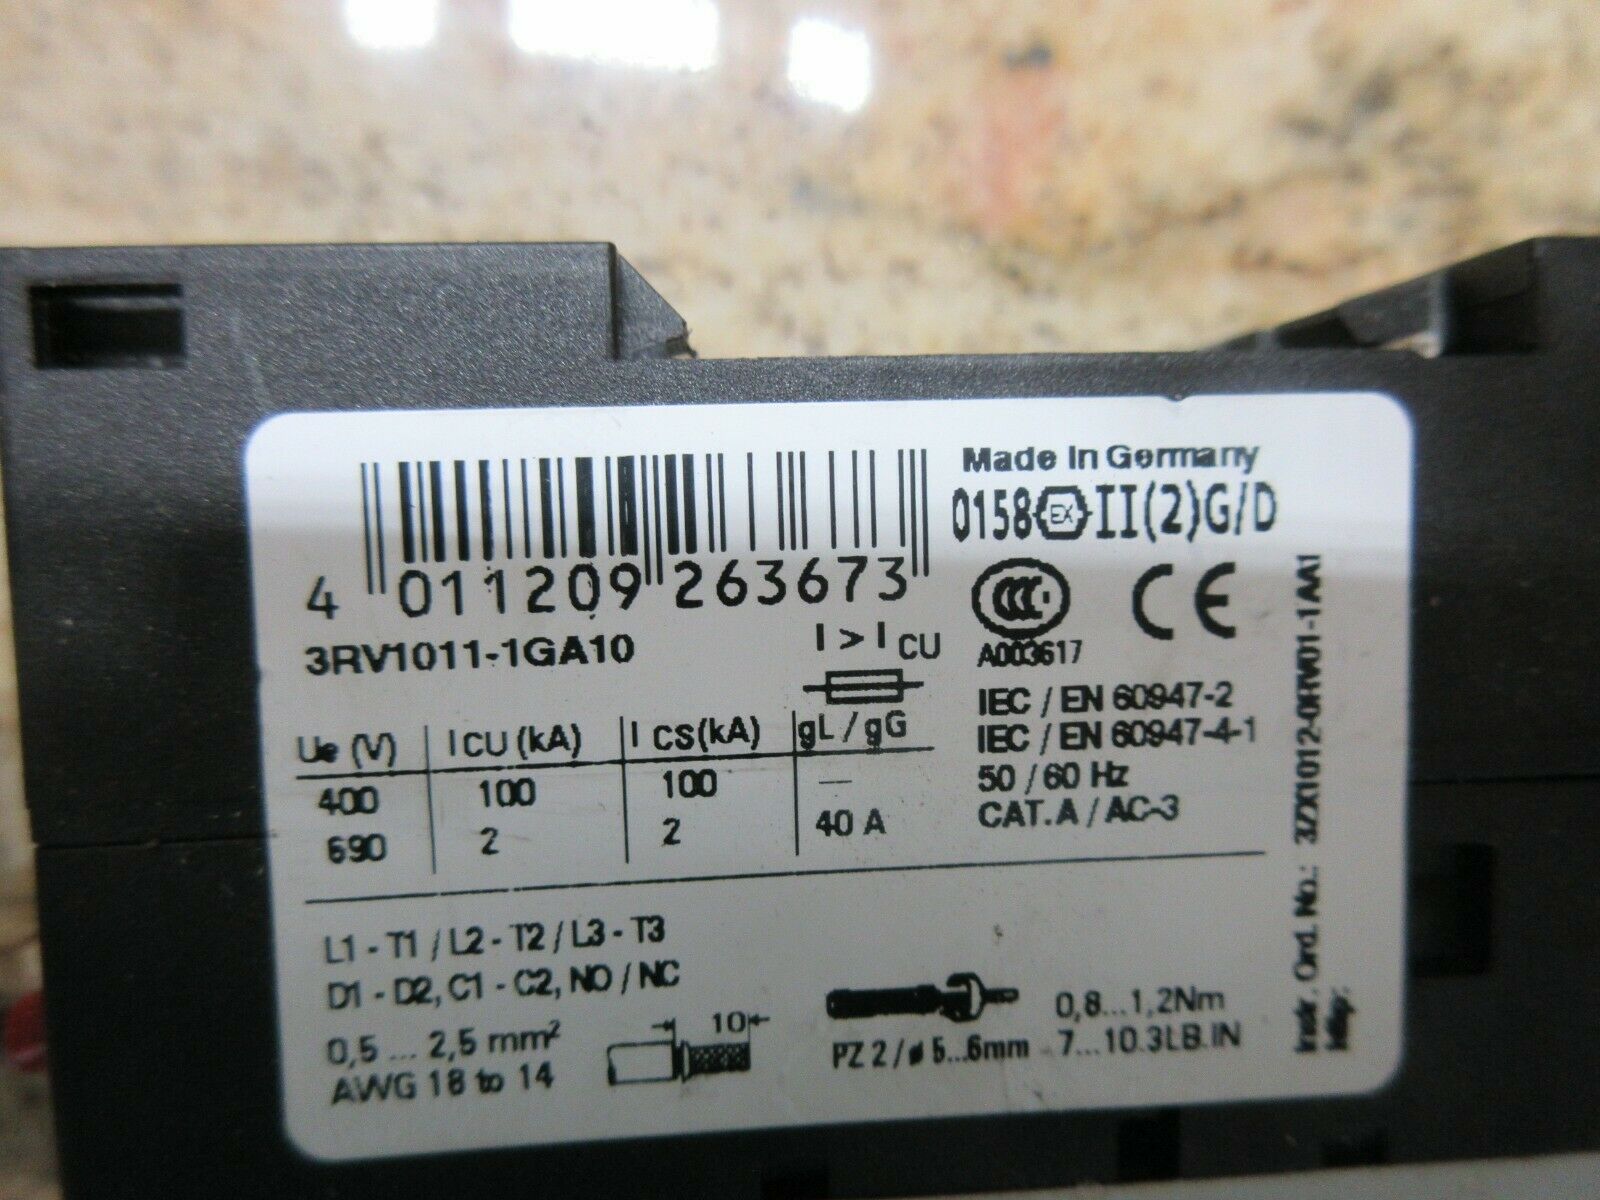 4 011209 263673
3RV1011-1GA10
I > I CU
Ue (V) I CU (kA) I CS (kA) gL / gG
400 100 100 —
690 2 2 40 A
Made In Germany
0158 EX II (2) G/D
CCC CE
A003617
IEC / EN 60947-2
IEC / EN 60947-4-1
50 / 60 Hz
CAT. A / AC-3
L1 - T1 / L2 - T2 / L3 - T3
D1 - D2, C1 - C2, NO / NC
0,5 ... 2,5 mm²
AWG 18 to 14
10
0,8...1,2Nm
PZ 2 / ø 5...6mm 7...10.3LB.IN
Instr. Ord. No.: 3ZX1012-0RV01-1AA1